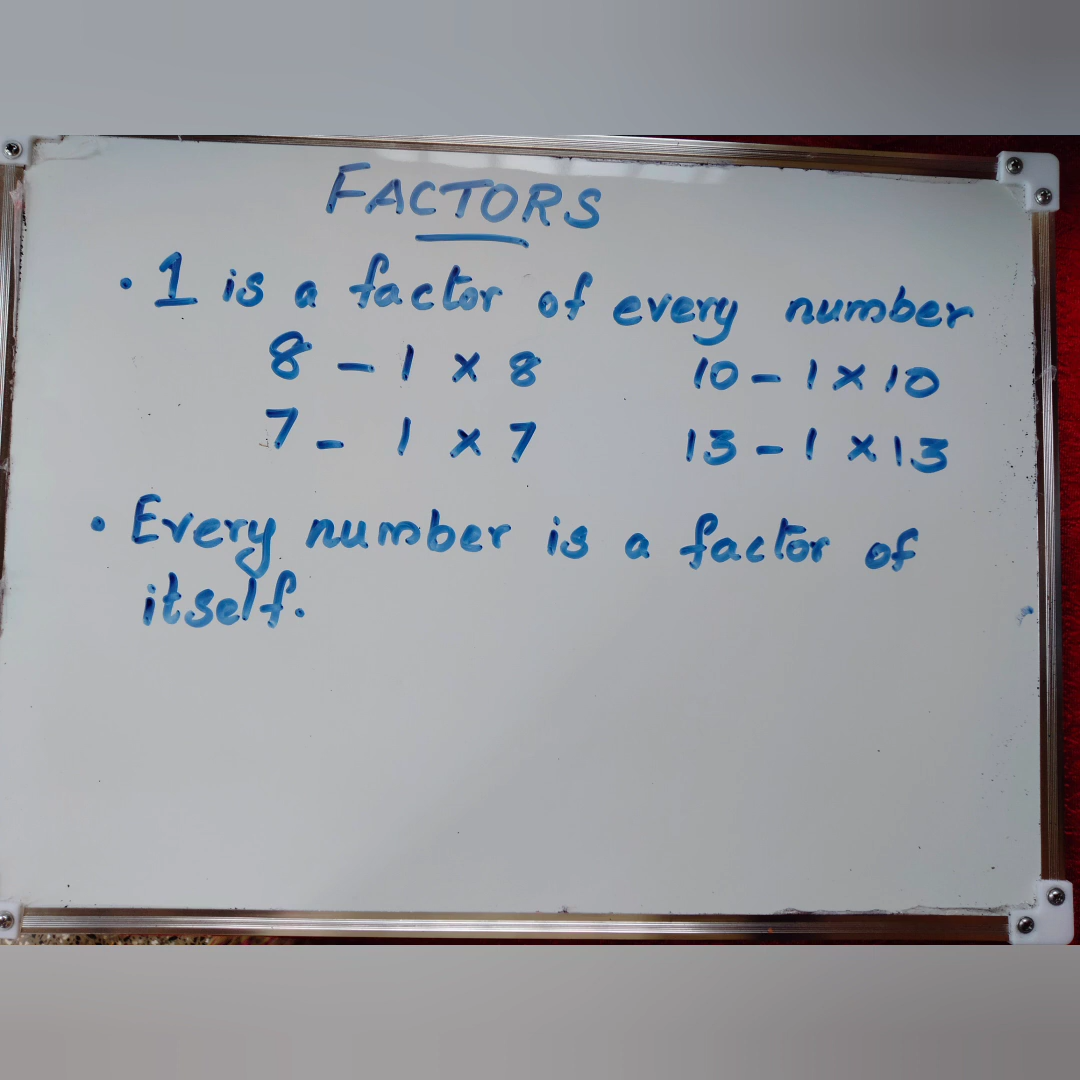 FACTORS
• 1 is a factor of every number
8 – 1 × 8 10 – 1 × 10
7 – 1 × 7 13 – 1 × 13
• Every number is a factor of
itself.